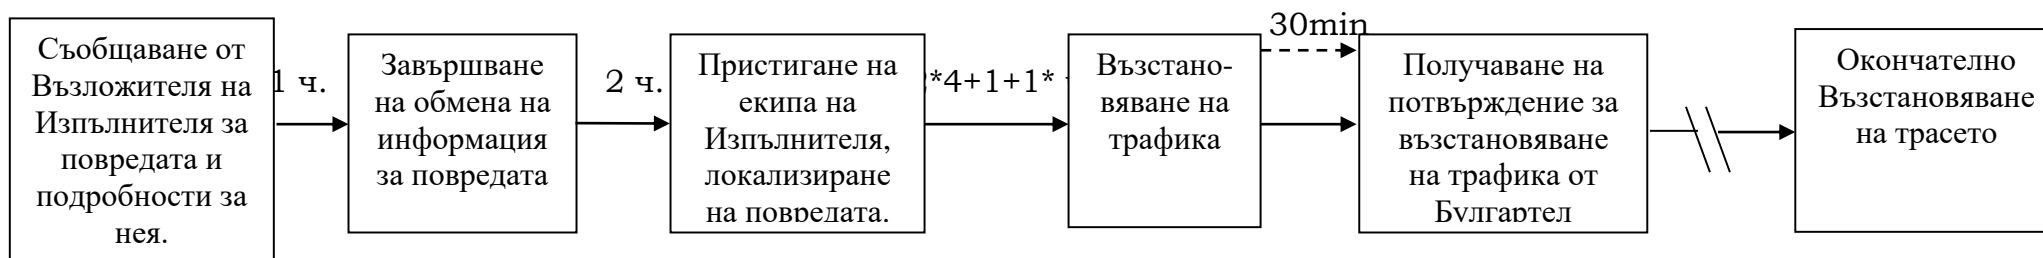 Съобщаване от
Възложителя на
Изпълнителя за
повредата и
подробности за
нея.
1 ч.
Завършване
на обмена на
информация
за повредата
2 ч.
Пристигане на
екипа на
Изпълнителя,
локализиране
на повредата.
*4+1+1*
Възстано-
вяване на
трафика
30min
Получаване на
потвърждение за
възстановяване
на трафика от
Булгартел
Окончателно
Възстановяване
на трасето